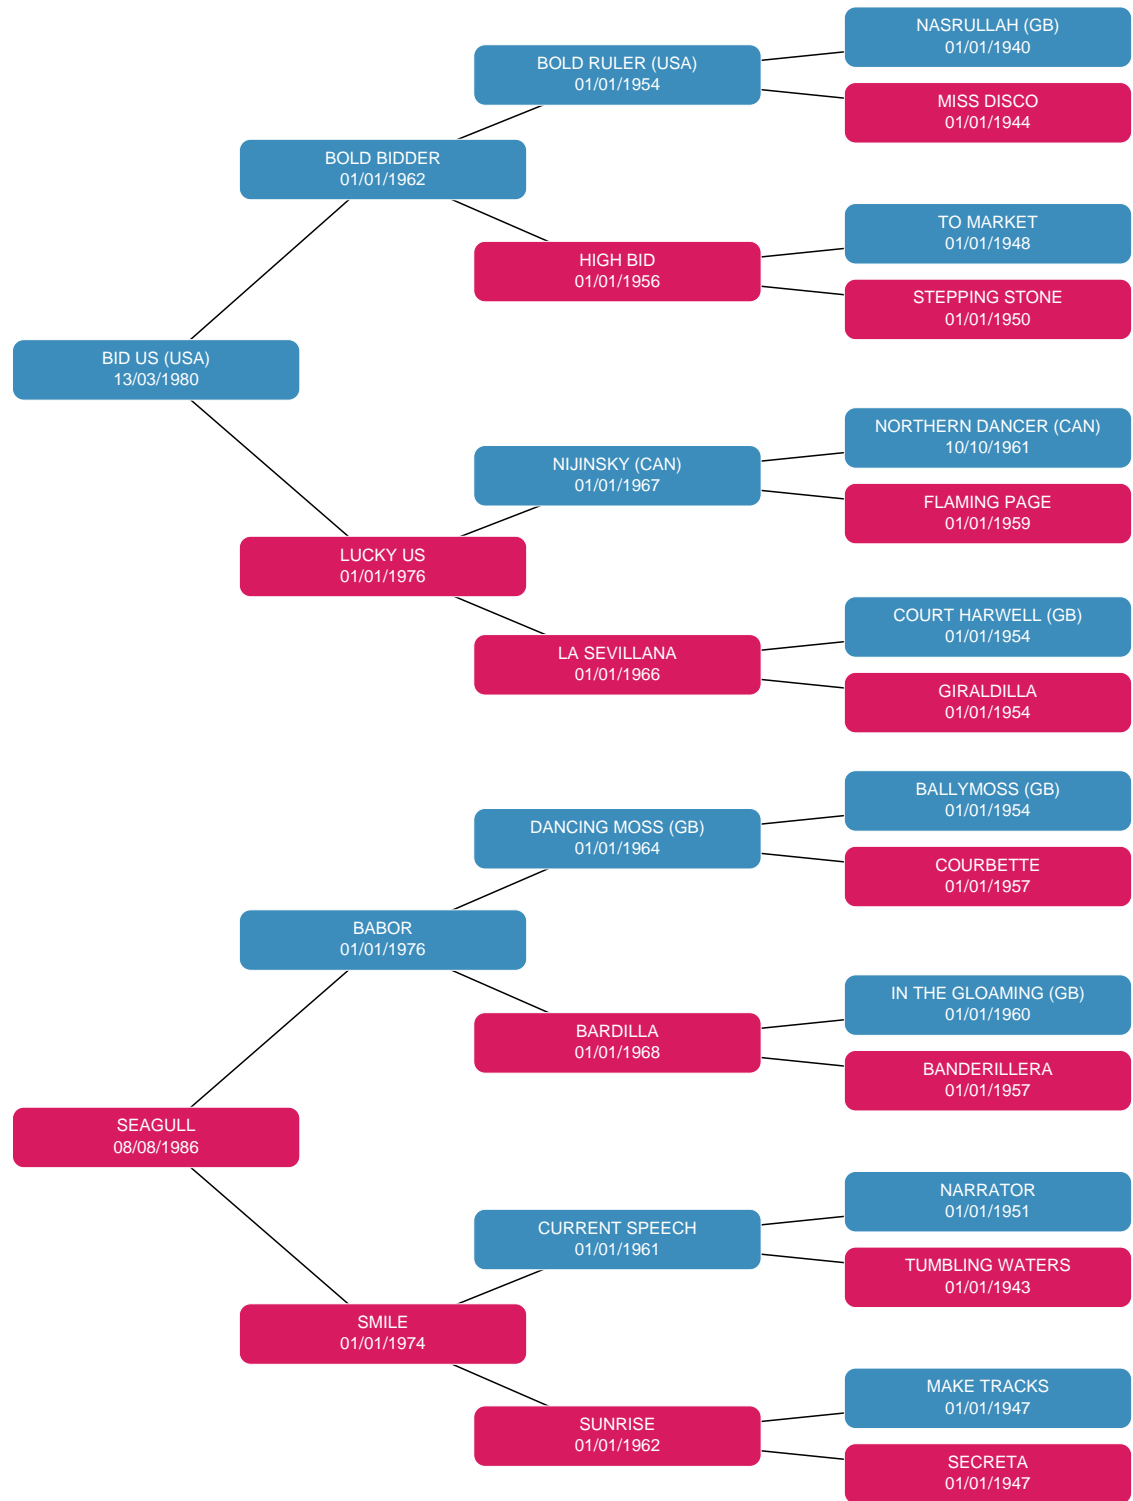 NASRULLAH (GB)
01/01/1940
BOLD RULER (USA)
01/01/1954
MISS DISCO
01/01/1944
BOLD BIDDER
01/01/1962
TO MARKET
01/01/1948
HIGH BID
01/01/1956
STEPPING STONE
01/01/1950
BID US (USA)
13/03/1980
NORTHERN DANCER (CAN)
10/10/1961
NIJINSKY (CAN)
01/01/1967
FLAMING PAGE
01/01/1959
LUCKY US
01/01/1976
COURT HARWELL (GB)
01/01/1954
LA SEVILLANA
01/01/1966
GIRALDILLA
01/01/1954
BALLYMOSS (GB)
01/01/1954
DANCING MOSS (GB)
01/01/1964
COURBETTE
01/01/1957
BABOR
01/01/1976
IN THE GLOAMING (GB)
01/01/1960
BARDILLA
01/01/1968
BANDERILLERA
01/01/1957
SEAGULL
08/08/1986
NARRATOR
01/01/1951
CURRENT SPEECH
01/01/1961
TUMBLING WATERS
01/01/1943
SMILE
01/01/1974
MAKE TRACKS
01/01/1947
SUNRISE
01/01/1962
SECRETA
01/01/1947